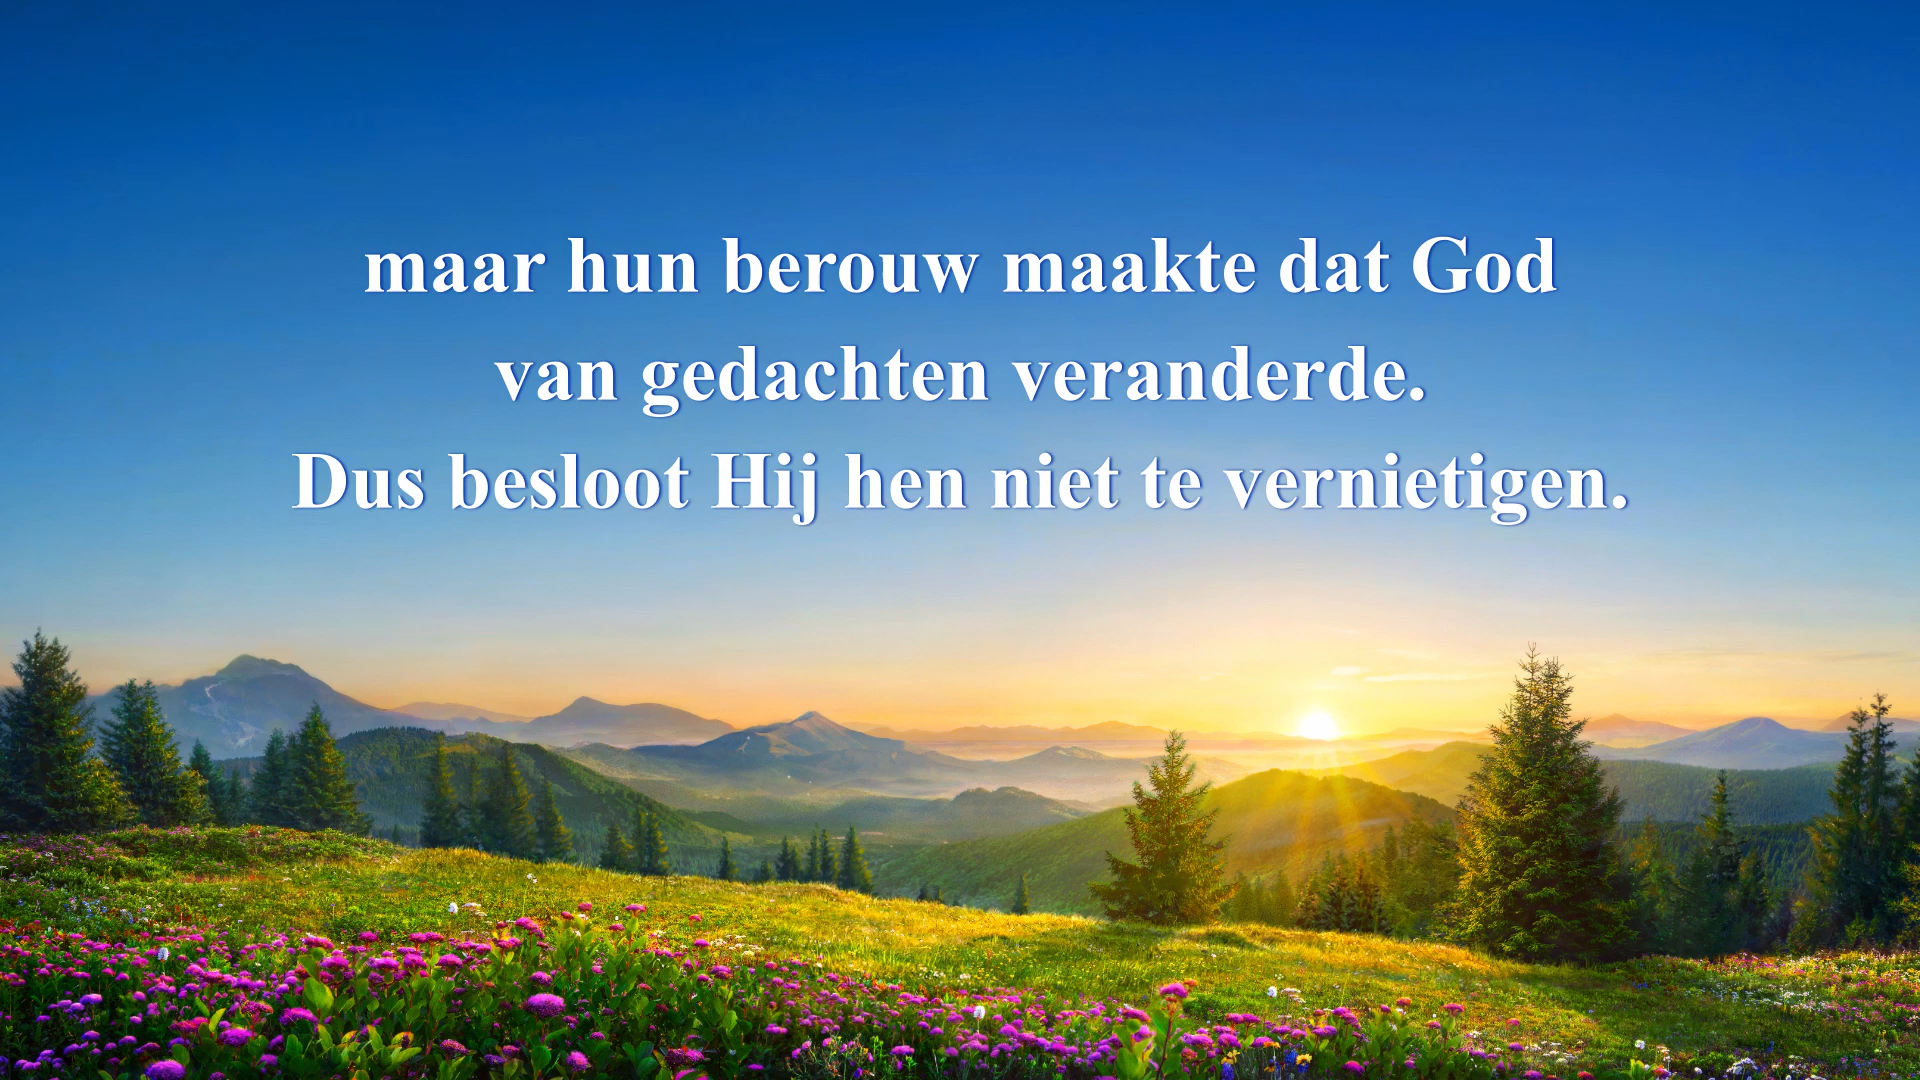 maar hun berouw maakte dat God
van gedachten veranderde.
Dus besloot Hij hen niet te vernietigen.